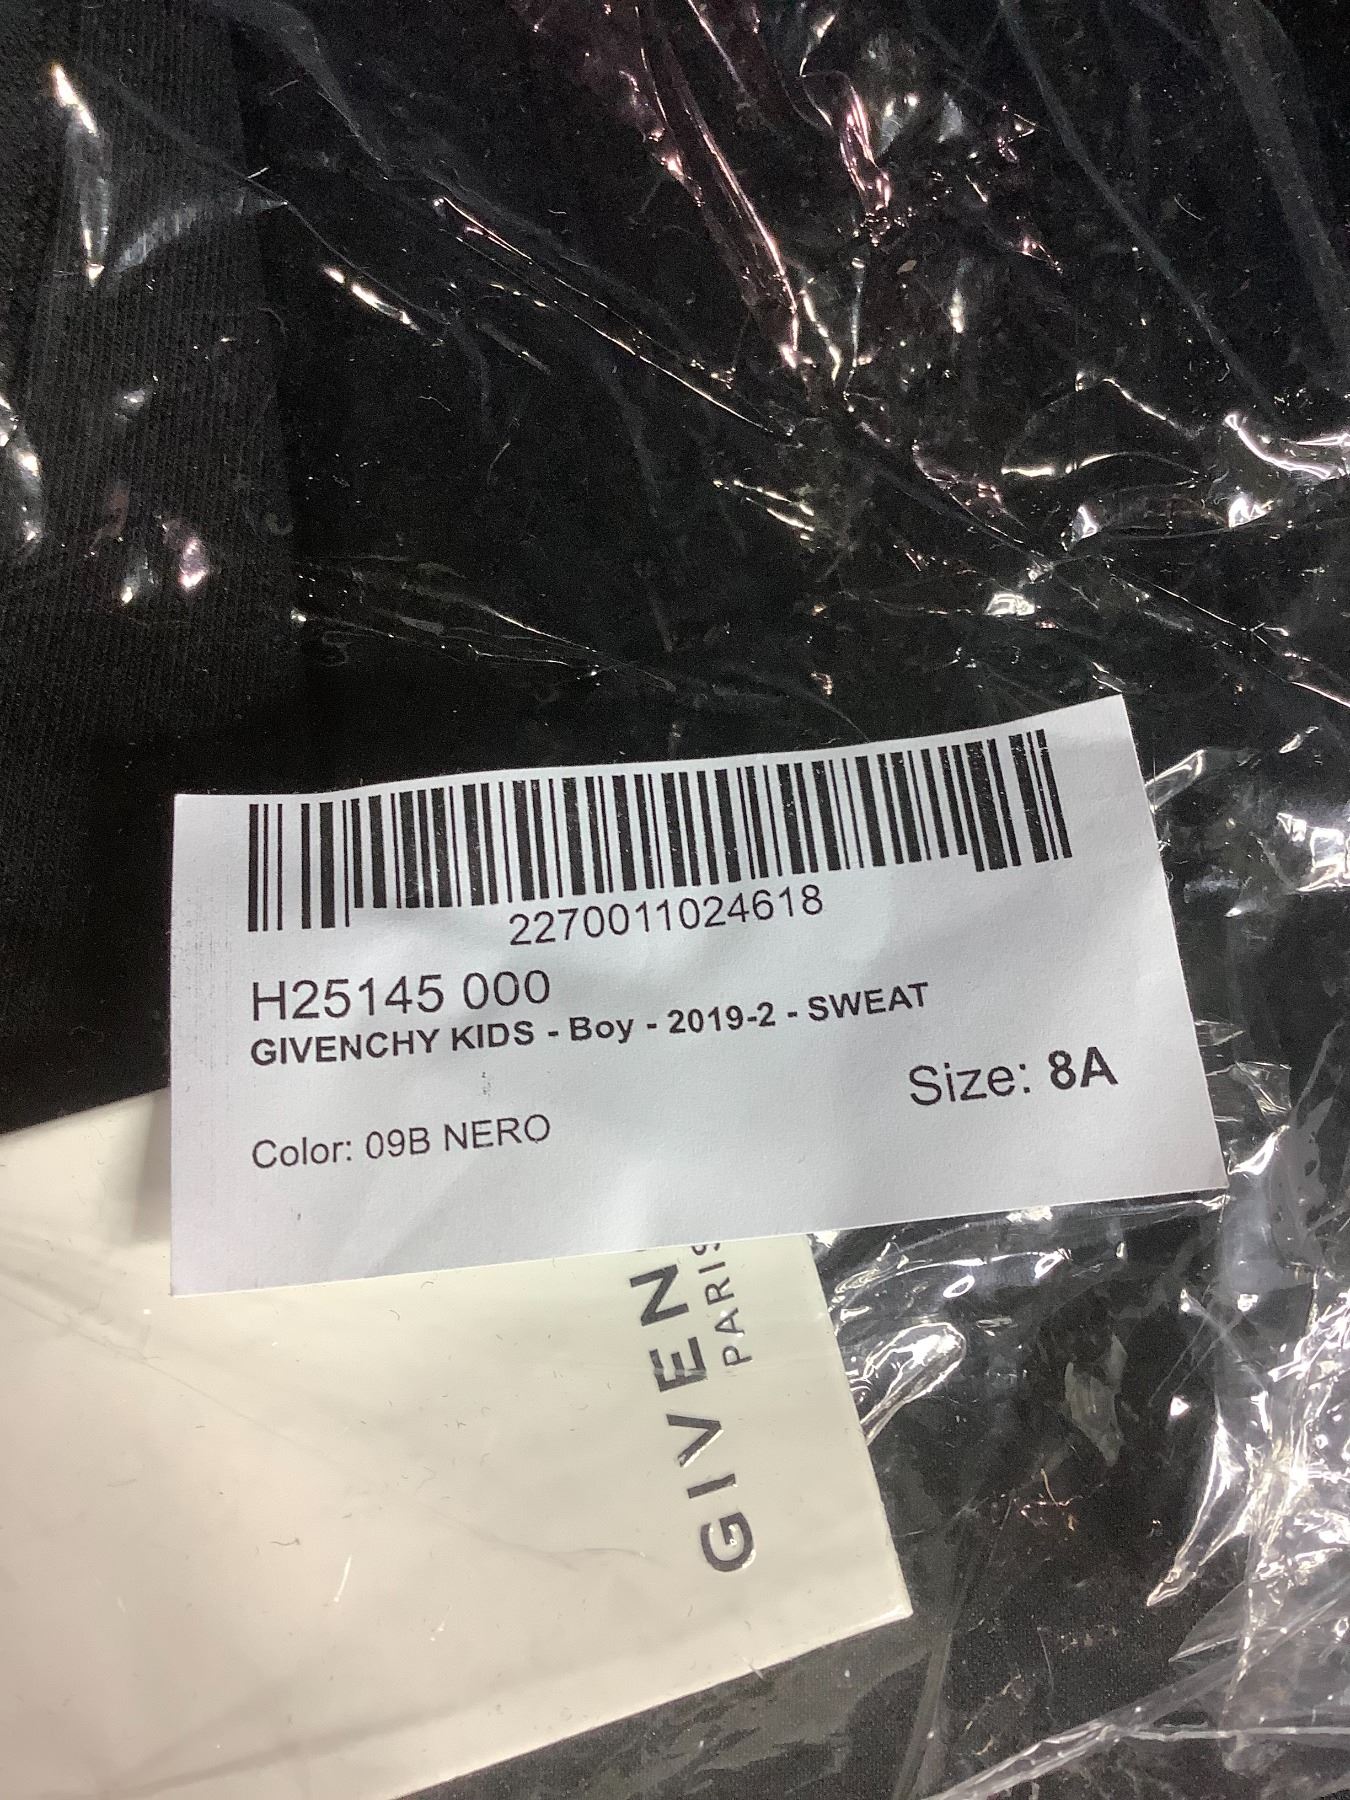 2270011024618
H25145 000
GIVENCHY KIDS - Boy - 2019-2 - SWEAT
Size: 8A
Color: 09B NERO
GIVEN
PARIS